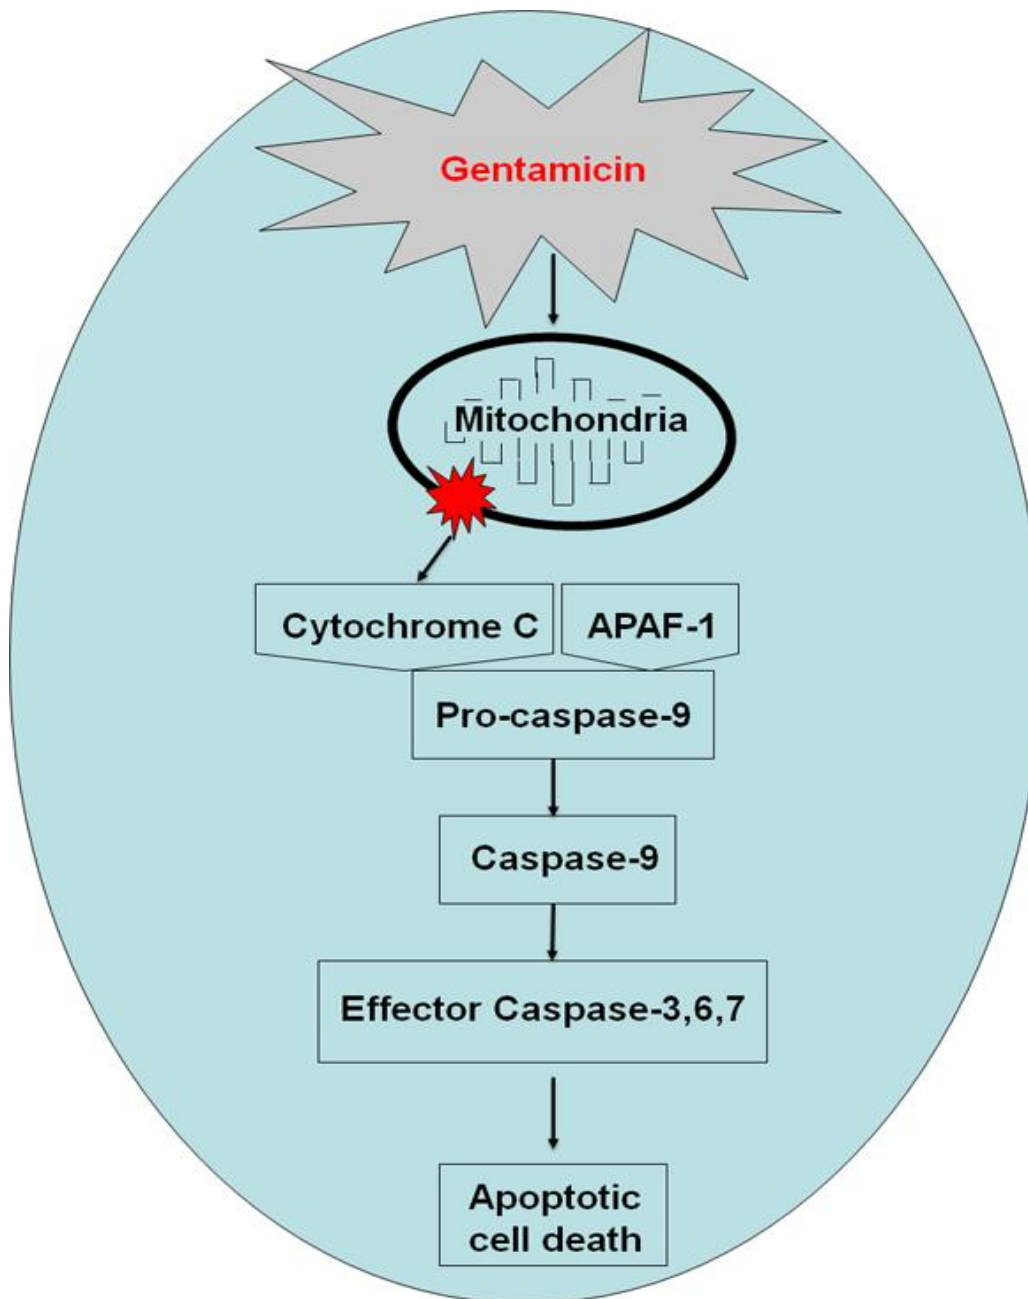 Gentamicin
Mitochondria
Cytochrome C
APAF-1
Pro-caspase-9
Caspase-9
Effector Caspase-3,6,7
Apoptotic
cell death